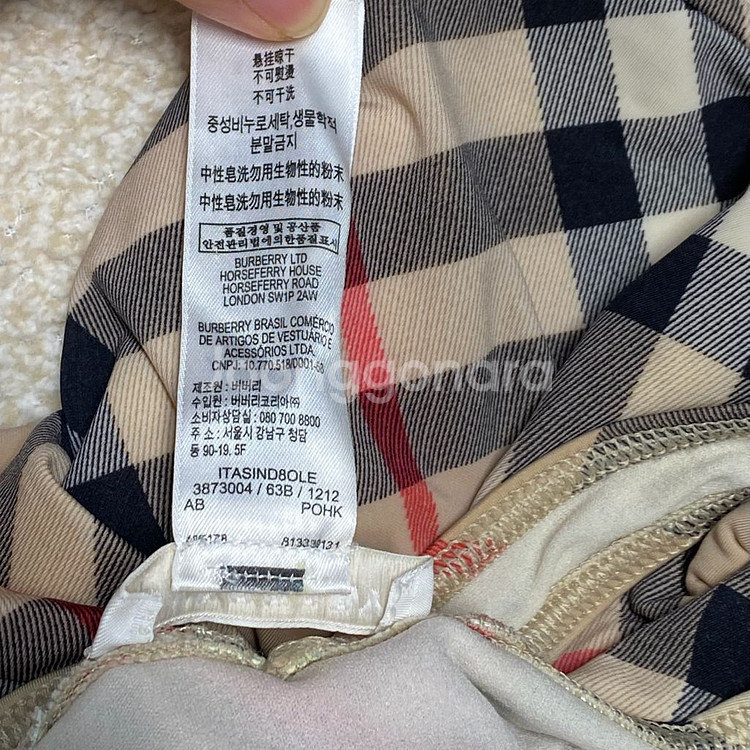 悬挂晾干
不可熨烫
不可干洗
중성비누로세탁,생물학적
분말금지
中性皂洗勿用生物性的粉末
中性皂洗勿用生物性的粉末
품질경영 및 공산품
안전관리법에의한품질표시
BURBERRY LTD
HORSEFERRY HOUSE
HORSEFERRY ROAD
LONDON SW1P 2AW
BURBERRY BRASIL COMÉRCIO
DE ARTIGOS DE VESTUÁRIO E
ACESSÓRIOS LTDA.
CNPJ: 10.770.518/0001-60
제조원 : 버버리
수입원 : 버버리코리아㈜
소비자상담실 : 080 700 8800
주 소 : 서울시 강남구 청담
동 90-19. 5F
ITASIND8OLE
3873004 / 63B / 1212
AB POHK